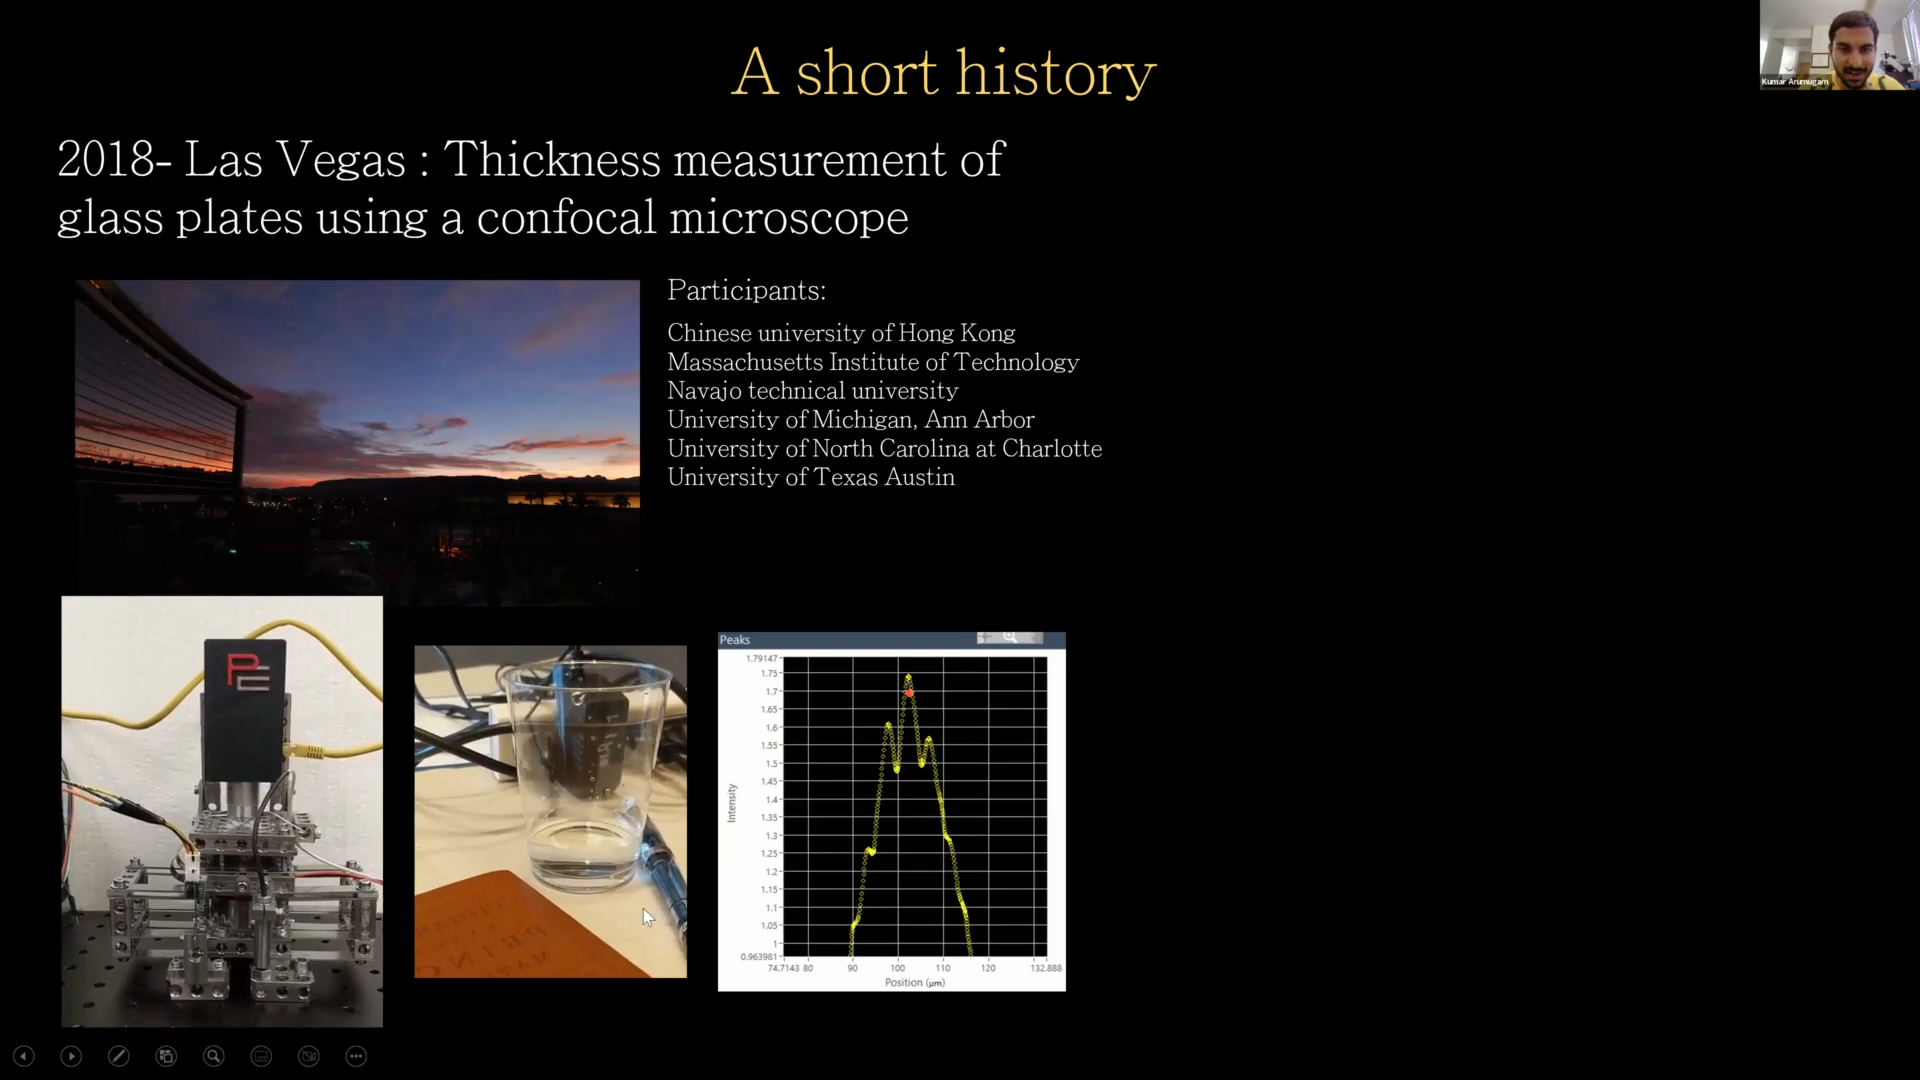 A short history
Kumar Arumugam
2018- Las Vegas : Thickness measurement of
glass plates using a confocal microscope
Participants:
Chinese university of Hong Kong
Massachusetts Institute of Technology
Navajo technical university
University of Michigan, Ann Arbor
University of North Carolina at Charlotte
University of Texas Austin
PE
Peaks
1.79147
1.75
1.7
1.65
1.6
1.55
1.5
1.45
1.4
1.35
1.3
1.25
1.2
1.15
1.1
1.05
1
0.963981
Intensity
74.7143 80 90 100 110 120 132.888
Position (µm)